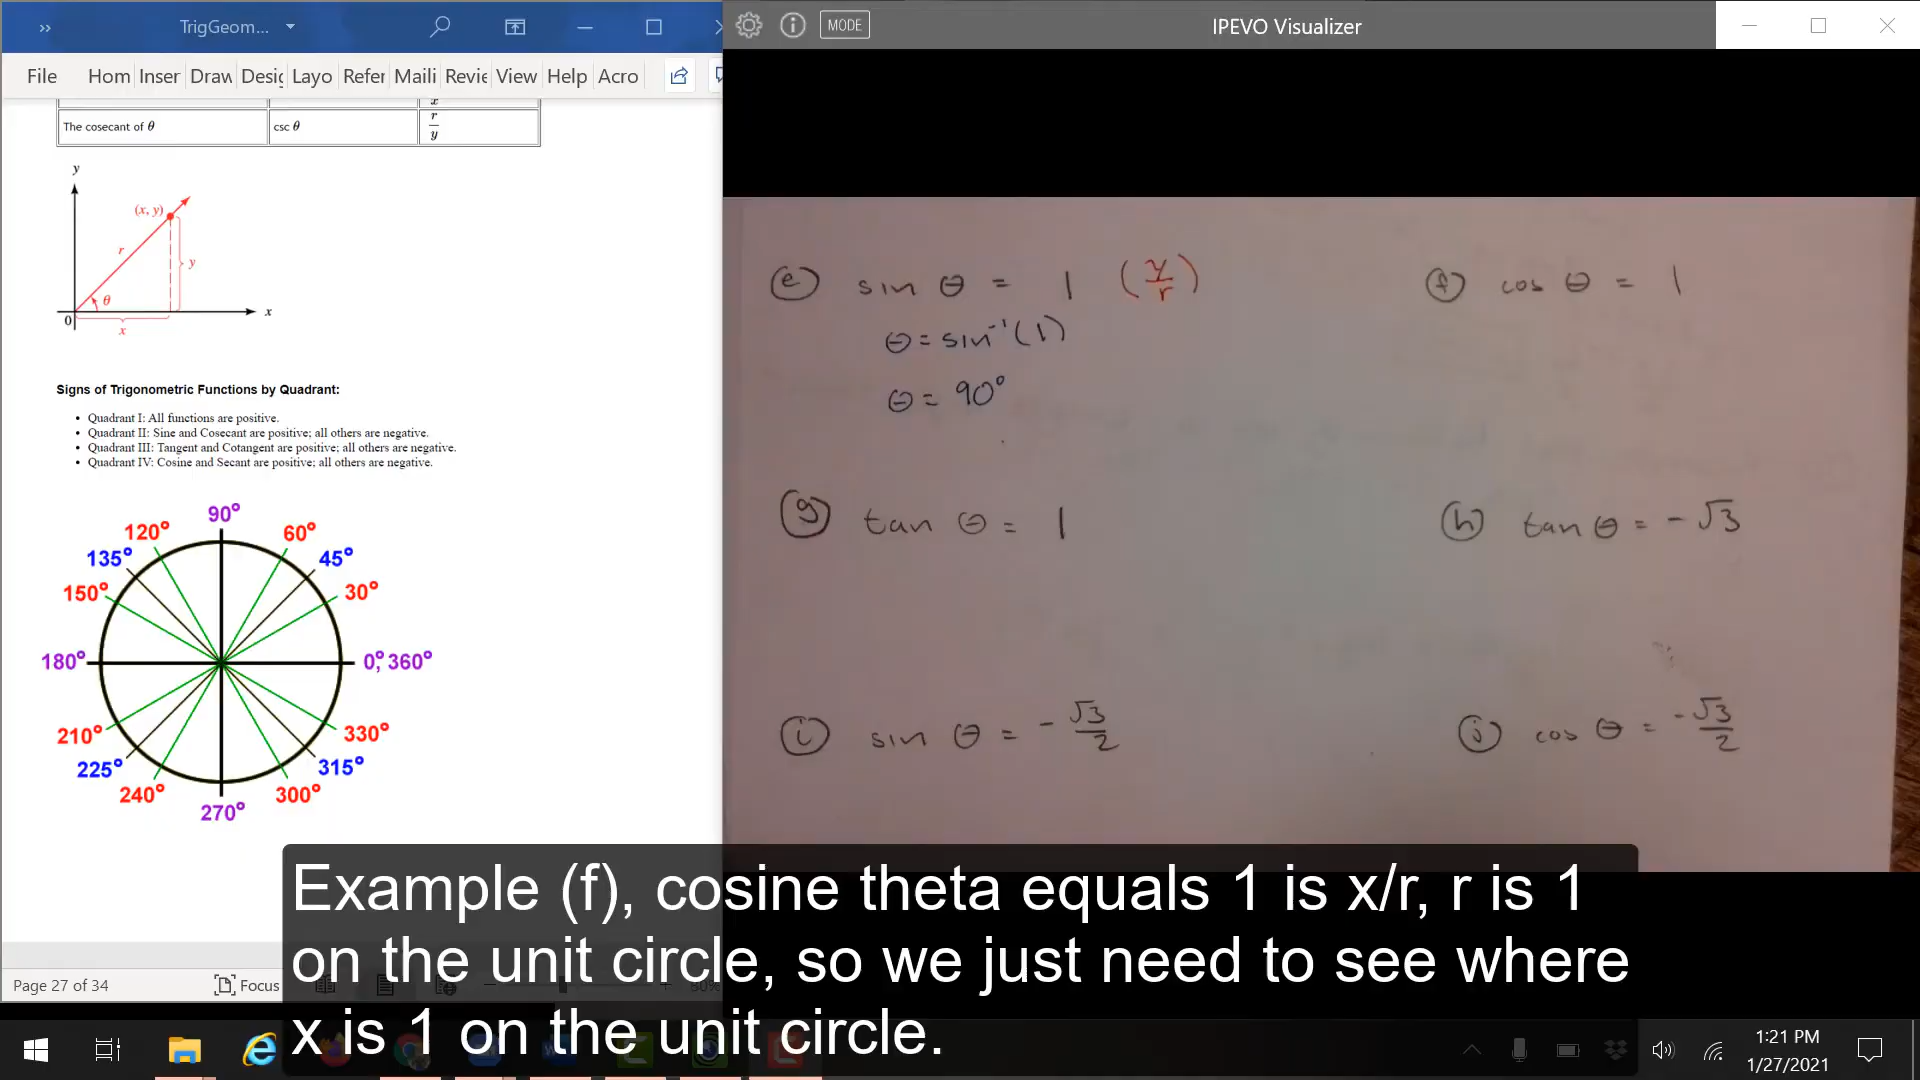 TrigGeom...
IPEVO Visualizer
MODE
File Hom Inser Draw Desig Layo Refer Maili Revie View Help Acro
x
The cosecant of θ csc θ r/y
y
(x, y)
r
y
θ
0
x
x
Signs of Trigonometric Functions by Quadrant:
Quadrant I: All functions are positive.
Quadrant II: Sine and Cosecant are positive; all others are negative.
Quadrant III: Tangent and Cotangent are positive; all others are negative.
Quadrant IV: Cosine and Secant are positive; all others are negative.
90°
120° 60°
135° 45°
150° 30°
180° 0°, 360°
210° 330°
225° 315°
240° 300°
270°
(e) sin θ = 1 (y/r)
θ = sin⁻¹(1)
θ = 90°
(f) cos θ = 1
(g) tan θ = 1
(h) tan θ = -√3
(i) sin θ = -√3/2
(j) cos θ = -√3/2
Example (f), cosine theta equals 1 is x/r, r is 1
on the unit circle, so we just need to see where
x is 1 on the unit circle.
Page 27 of 34
Focus
80%
1:21 PM
1/27/2021